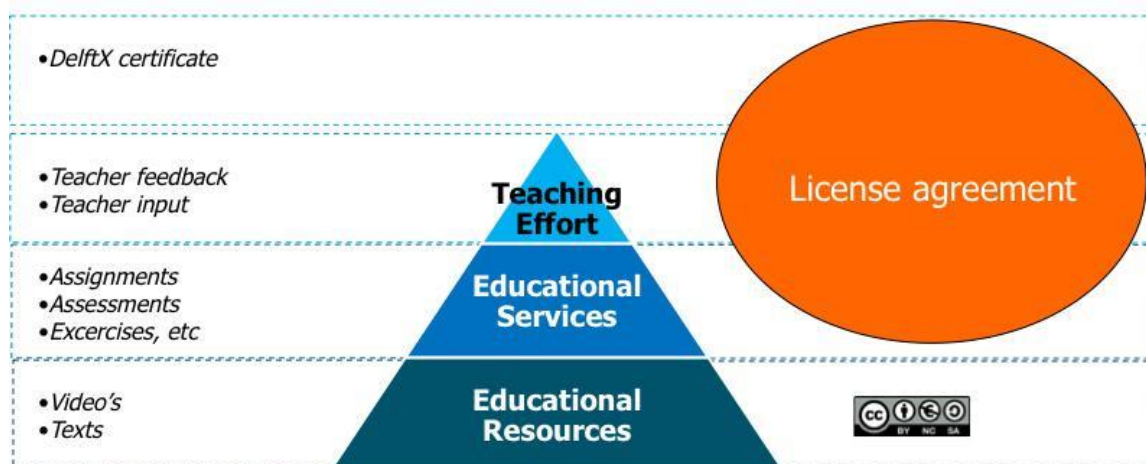 •DelftX certificate
•Teacher feedback
•Teacher input
Teaching
Effort
License agreement
•Assignments
•Assessments
•Excercises, etc
Educational
Services
•Video's
•Texts
Educational
Resources
cc
BY NC SA